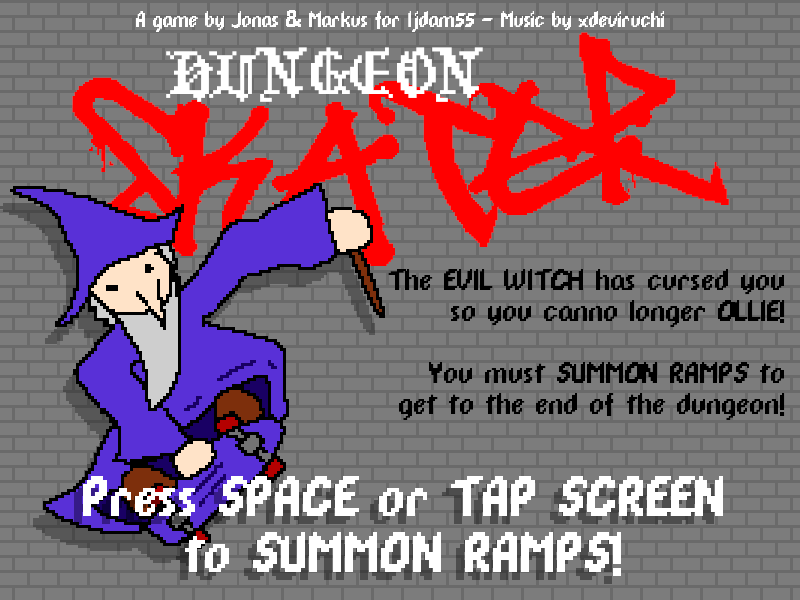 A game by Jonas & Markus for ljdam55 - Music by xdeviruchi
DUNGEON
SKATER
The EVIL WITCH has cursed you
so you canno longer OLLIE!
You must SUMMON RAMPS to
get to the end of the dungeon!
Press SPACE or TAP SCREEN
to SUMMON RAMPS!